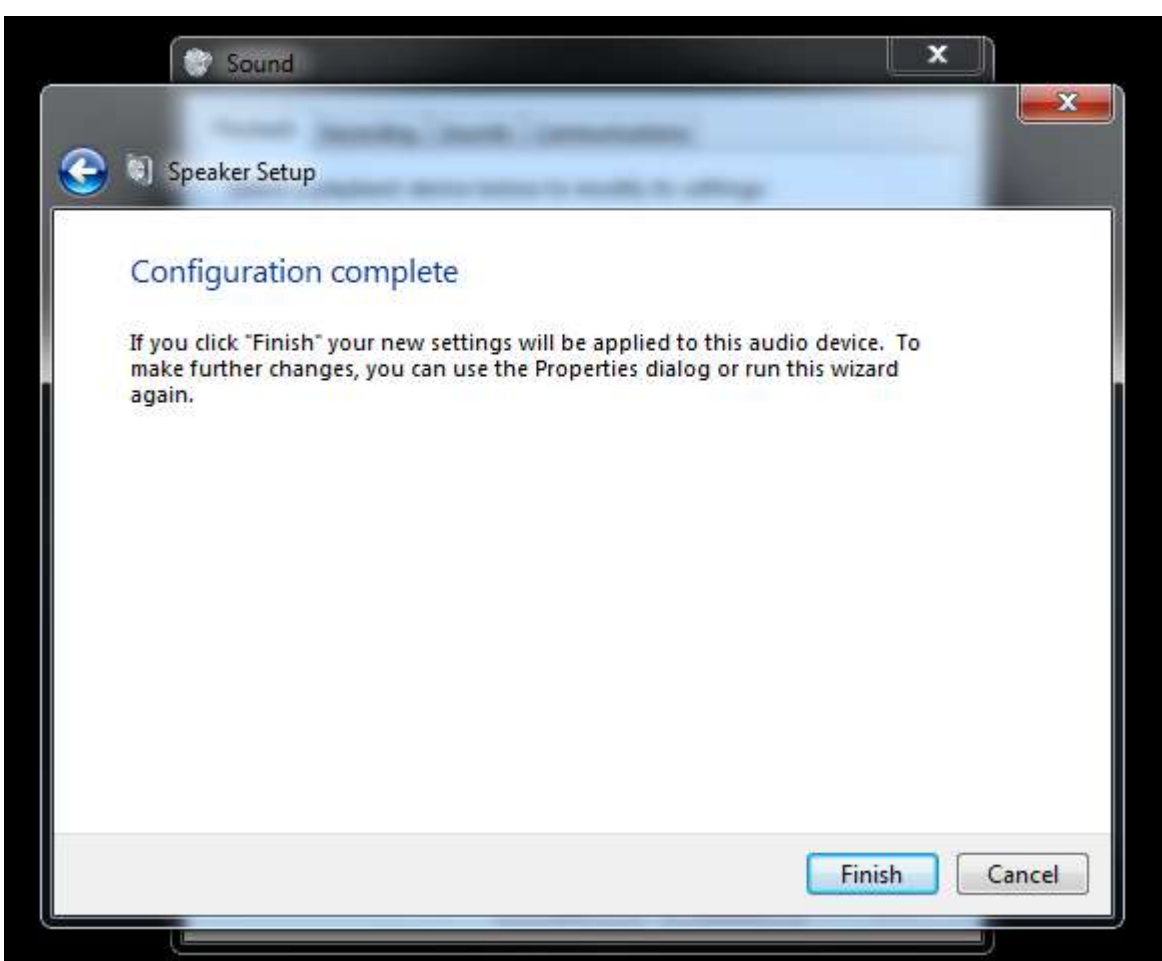 Sound
Speaker Setup
Configuration complete
If you click "Finish" your new settings will be applied to this audio device. To
make further changes, you can use the Properties dialog or run this wizard
again.
Finish
Cancel